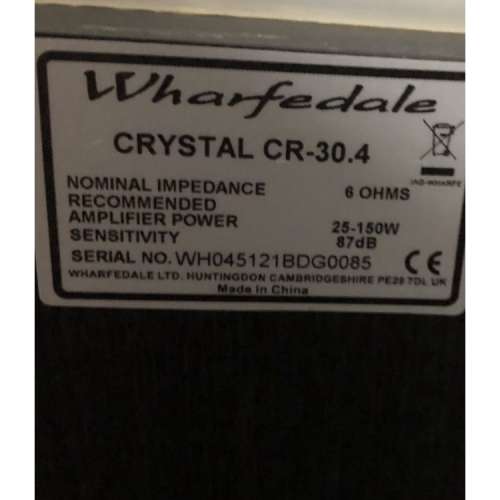 Wharfedale
CRYSTAL CR-30.4
NOMINAL IMPEDANCE 6 OHMS
RECOMMENDED
AMPLIFIER POWER 25-150W
SENSITIVITY 87dB
SERIAL NO. WH045121BDG0085 CE
WHARFEDALE LTD. HUNTINGDON CAMBRIDGESHIRE PE29 7DL UK
Made in China